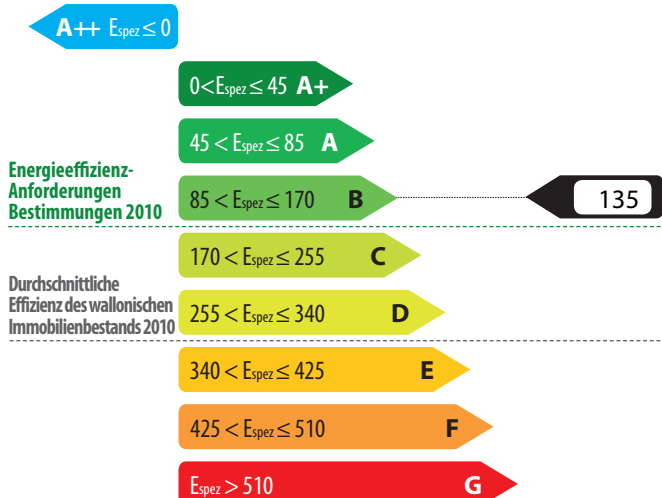 A++ Espez ≤ 0
0<Espez ≤ 45 A+
45 < Espez ≤ 85 A
Energieeffizienz-
Anforderungen
Bestimmungen 2010
85 < Espez ≤ 170 B
135
170 < Espez ≤ 255 C
Durchschnittliche
Effizienz des wallonischen
Immobilienbestands 2010
255 < Espez ≤ 340 D
340 < Espez ≤ 425 E
425 < Espez ≤ 510 F
Espez > 510 G